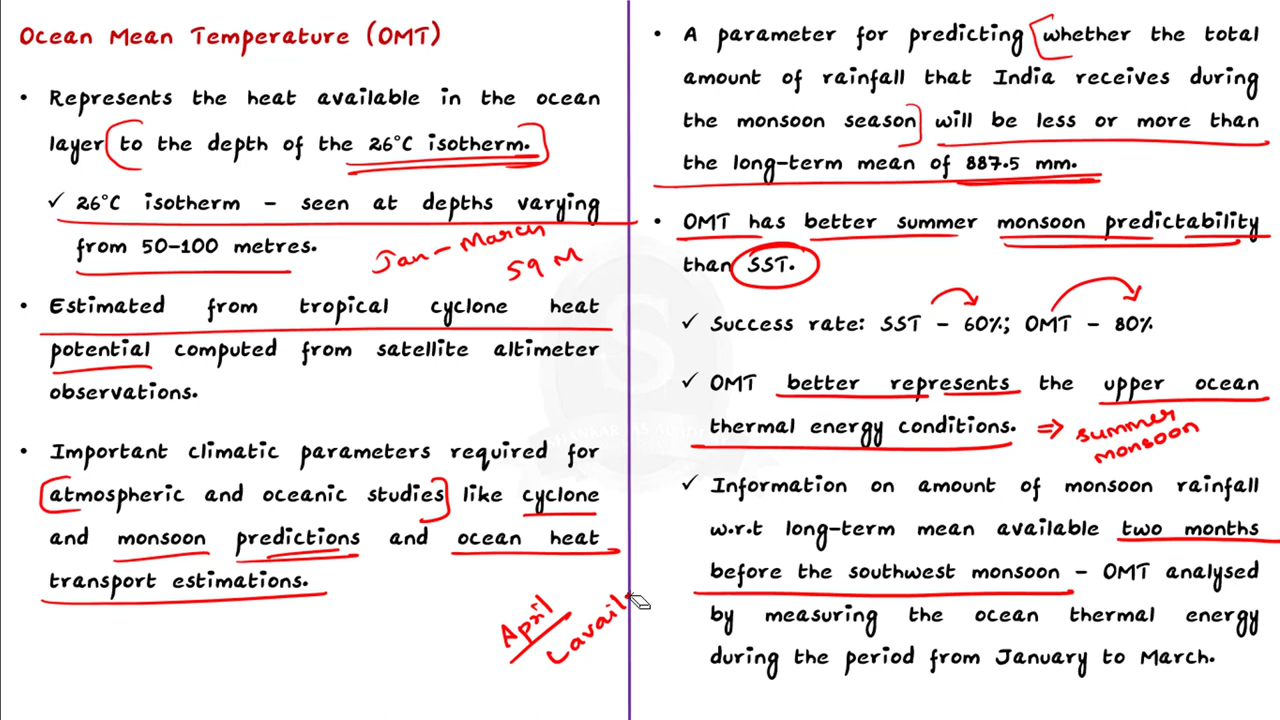 Ocean Mean Temperature (OMT)
• Represents the heat available in the ocean
layer to the depth of the 26°C isotherm.
✓ 26°C isotherm – seen at depths varying
from 50-100 metres.
Jan - March
59 M
• Estimated from tropical cyclone heat
potential computed from satellite altimeter
observations.
• Important climatic parameters required for
atmospheric and oceanic studies like cyclone
and monsoon predictions and ocean heat
transport estimations.
April
avail
• A parameter for predicting whether the total
amount of rainfall that India receives during
the monsoon season will be less or more than
the long-term mean of 887.5 mm.
• OMT has better summer monsoon predictability
than SST.
✓ Success rate: SST – 60%; OMT – 80%
✓ OMT better represents the upper ocean
thermal energy conditions.
⇒ summer
monsoon
✓ Information on amount of monsoon rainfall
w.r.t long-term mean available two months
before the southwest monsoon – OMT analysed
by measuring the ocean thermal energy
during the period from January to March.